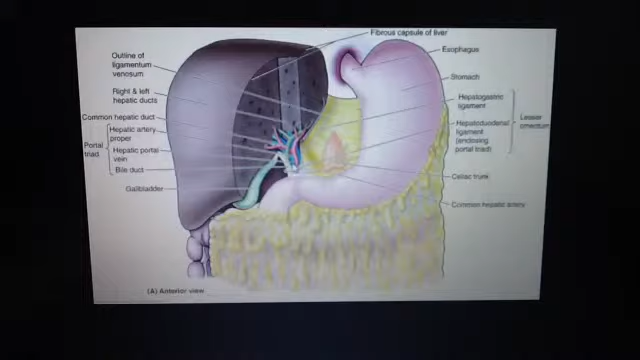 Fibrous capsule of liver
Outline of
ligamentum
venosum
Right & left
hepatic ducts
Common hepatic duct
Hepatic artery
proper
Portal
triad
Hepatic portal
vein
Bile duct
Gallbladder
Esophagus
Stomach
Hepatogastric
ligament
Hepatoduodenal
ligament
(enclosing
portal triad)
Lesser
omentum
Celiac trunk
Common hepatic artery
(A) Anterior view